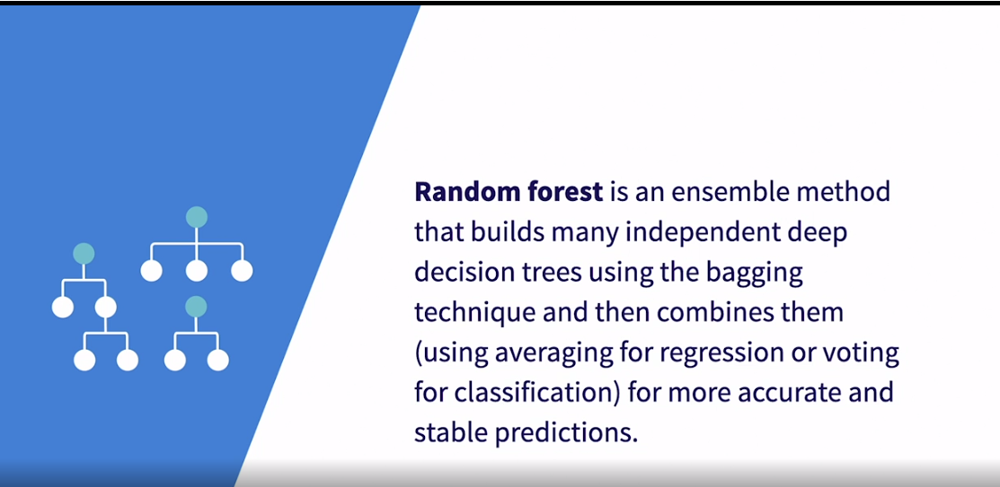 Random forest is an ensemble method
that builds many independent deep
decision trees using the bagging
technique and then combines them
(using averaging for regression or voting
for classification) for more accurate and
stable predictions.